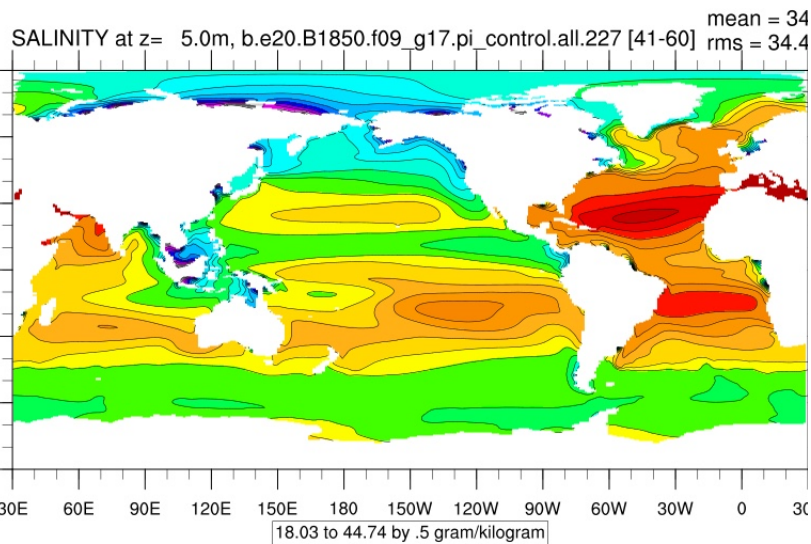 mean = 34
SALINITY at z= 5.0m, b.e20.B1850.f09_g17.pi_control.all.227 [41-60]
rms = 34.4
30E 60E 90E 120E 150E 180 150W 120W 90W 60W 30W 0 30
18.03 to 44.74 by .5 gram/kilogram